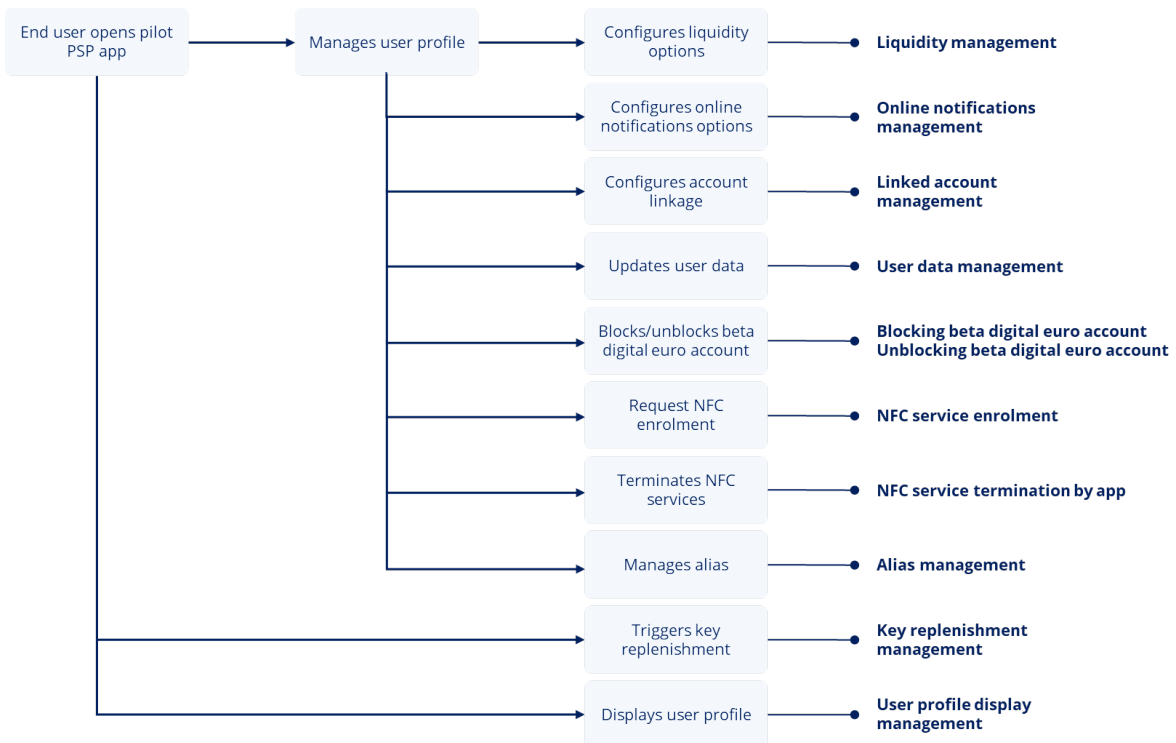 End user opens pilot
PSP app
Manages user profile
Configures liquidity
options
Liquidity management
Configures online
notifications options
Online notifications
management
Configures account
linkage
Linked account
management
Updates user data
User data management
Blocks/unblocks beta
digital euro account
Blocking beta digital euro account
Unblocking beta digital euro account
Request NFC
enrolment
NFC service enrolment
Terminates NFC
services
NFC service termination by app
Manages alias
Alias management
Triggers key
replenishment
Key replenishment
management
Displays user profile
User profile display
management